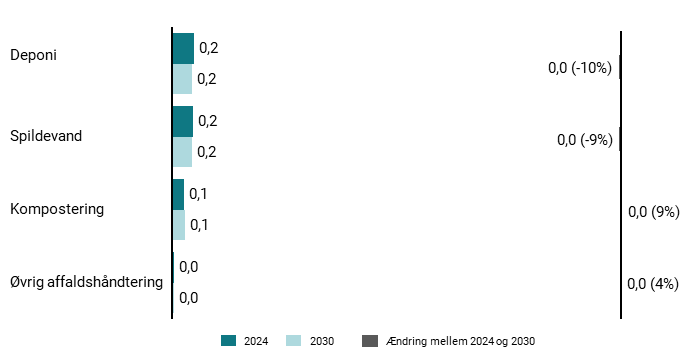 Deponi
0,2
0,2
0,0 (-10%)
Spildevand
0,2
0,2
0,0 (-9%)
Kompostering
0,1
0,1
0,0 (9%)
Øvrig affaldshåndtering
0,0
0,0
0,0 (4%)
2024
2030
Ændring mellem 2024 og 2030